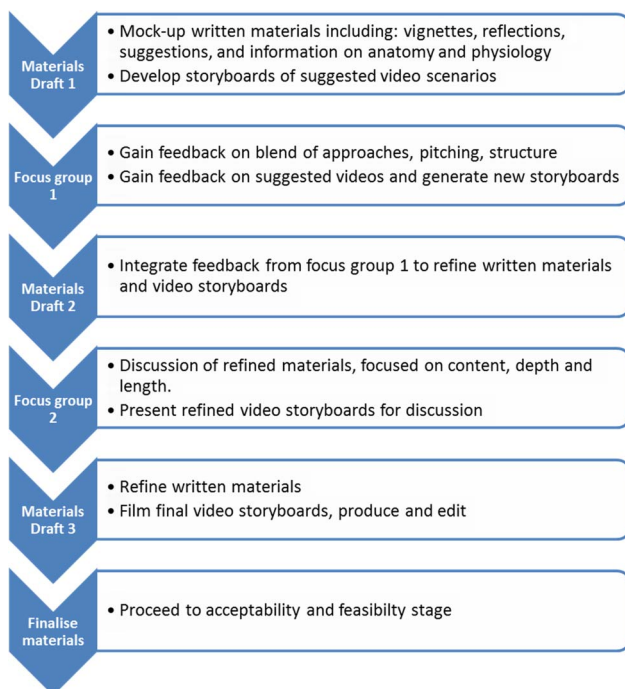 Materials
Draft 1
• Mock-up written materials including: vignettes, reflections,
suggestions, and information on anatomy and physiology
• Develop storyboards of suggested video scenarios
Focus group
1
• Gain feedback on blend of approaches, pitching, structure
• Gain feedback on suggested videos and generate new storyboards
Materials
Draft 2
• Integrate feedback from focus group 1 to refine written materials
and video storyboards
Focus group
2
• Discussion of refined materials, focused on content, depth and
length.
• Present refined video storyboards for discussion
Materials
Draft 3
• Refine written materials
• Film final video storyboards, produce and edit
Finalise
materials
• Proceed to acceptability and feasibilty stage